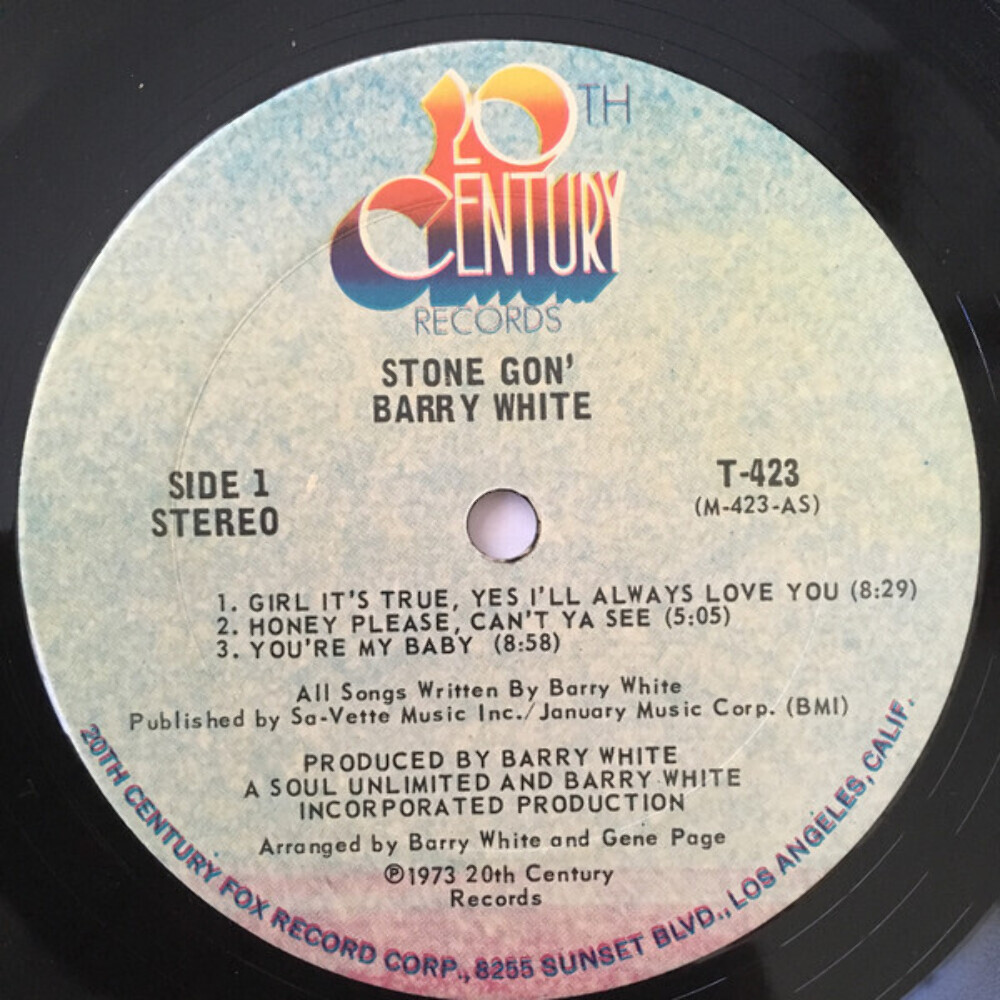 20TH
CENTURY
RECORDS
STONE GON'
BARRY WHITE
SIDE 1
STEREO
T-423
(M-423-AS)
1. GIRL IT'S TRUE, YES I'LL ALWAYS LOVE YOU (8:29)
2. HONEY PLEASE, CAN'T YA SEE (5:05)
3. YOU'RE MY BABY (8:58)
All Songs Written By Barry White
Published by Sa-Vette Music Inc./January Music Corp. (BMI)
PRODUCED BY BARRY WHITE
A SOUL UNLIMITED AND BARRY WHITE
INCORPORATED PRODUCTION
Arranged by Barry White and Gene Page
℗1973 20th Century
Records
20TH CENTURY FOX RECORD CORP., 8255 SUNSET BLVD., LOS ANGELES, CALIF.